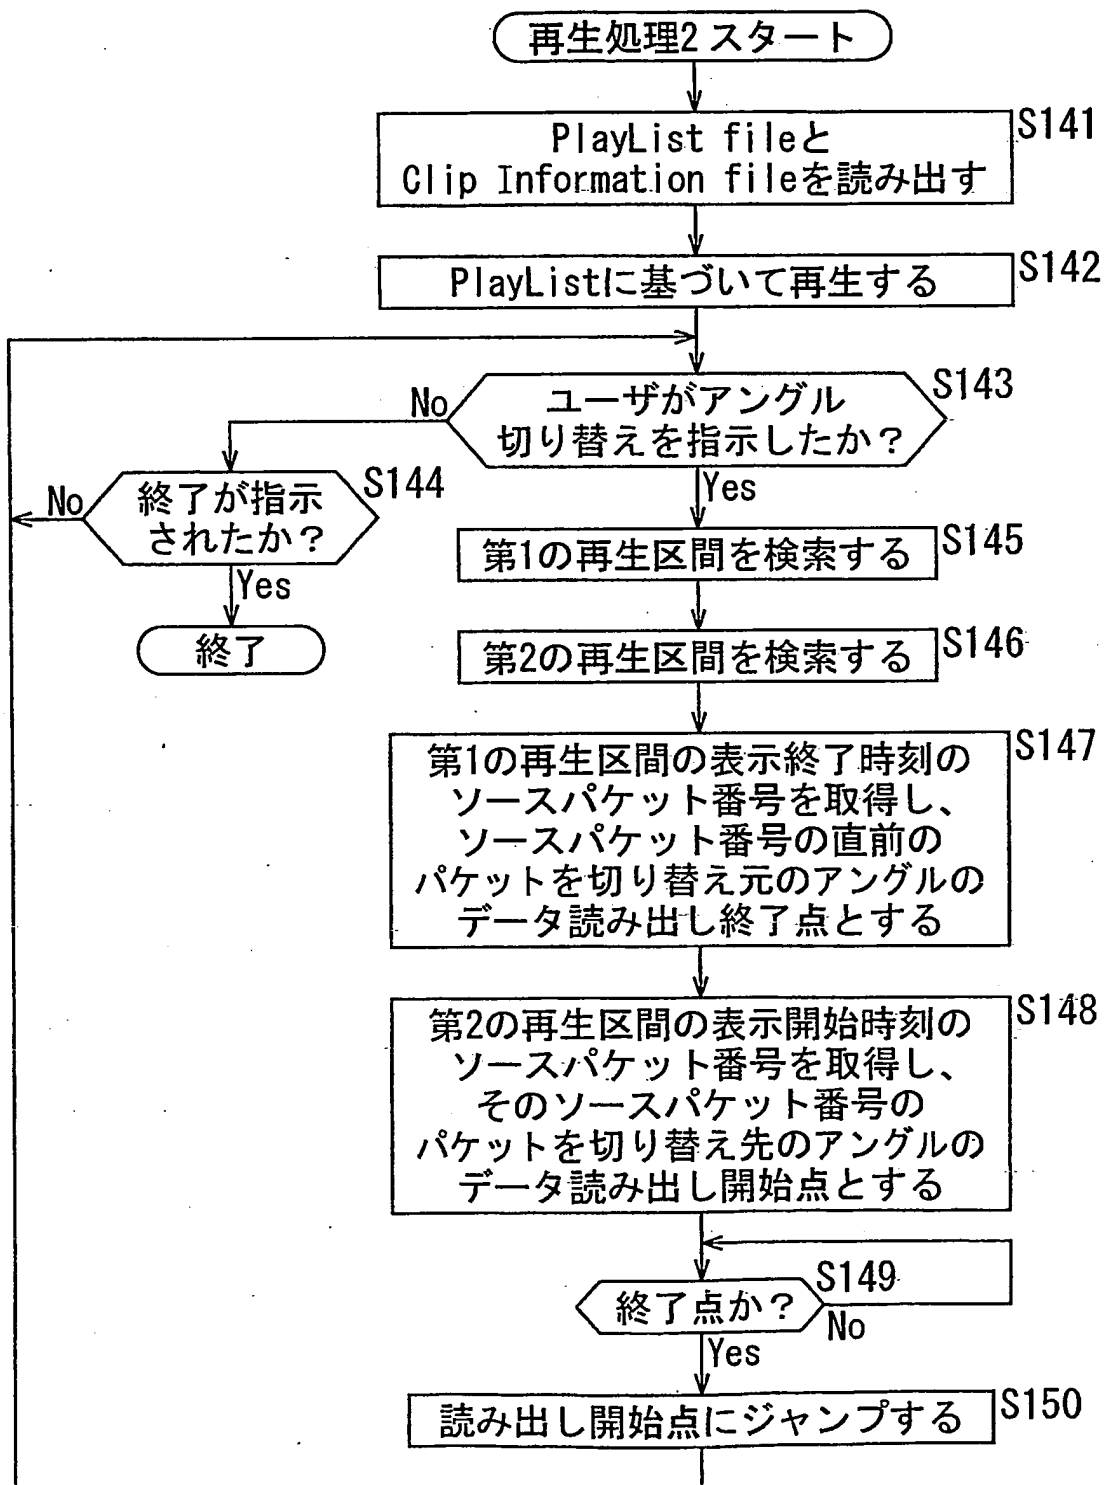 再生処理2 スタート
S141
PlayList fileと
Clip Information fileを読み出す
S142
PlayListに基づいて再生する
S143
ユーザがアングル
切り替えを指示したか?
No
Yes
S144
終了が指示
されたか?
No
Yes
終了
S145
第1の再生区間を検索する
S146
第2の再生区間を検索する
S147
第1の再生区間の表示終了時刻の
ソースパケット番号を取得し、
ソースパケット番号の直前の
パケットを切り替え元のアングルの
データ読み出し終了点とする
S148
第2の再生区間の表示開始時刻の
ソースパケット番号を取得し、
そのソースパケット番号の
パケットを切り替え先のアングルの
データ読み出し開始点とする
S149
終了点か?
No
Yes
S150
読み出し開始点にジャンプする